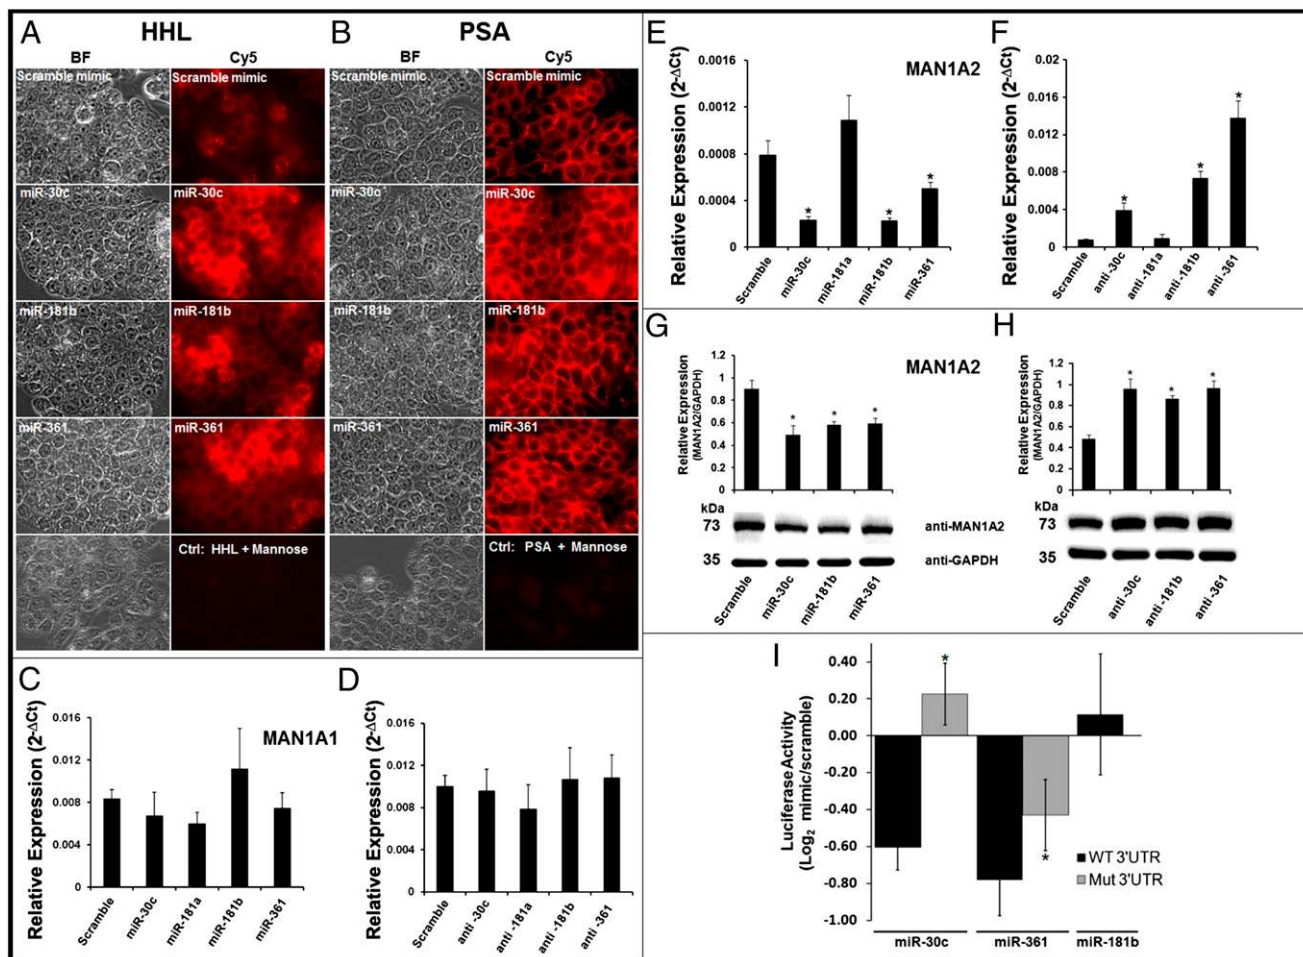 A HHL
BF Cy5
Scramble mimic Scramble mimic
miR-30c miR-30c
miR-181b miR-181b
miR-361 miR-361
Ctrl: HHL + Mannose
B PSA
BF Cy5
Scramble mimic Scramble mimic
miR-30c miR-30c
miR-181b miR-181b
miR-361 miR-361
Ctrl: PSA + Mannose
C
MAN1A1
Relative Expression (2-ΔCt)
0.016
0.012
0.008
0.004
0
Scramble miR-30c miR-181a miR-181b miR-361
D
Relative Expression (2-ΔCt)
0.016
0.012
0.008
0.004
0
Scramble anti -30c anti -181a anti -181b anti -361
E
MAN1A2
Relative Expression (2-ΔCt)
0.0016
0.0012
0.0008
0.0004
0
* * *
Scramble miR-30c miR-181a miR-181b miR-361
F
Relative Expression (2-ΔCt)
0.02
0.016
0.012
0.008
0.004
0
* * *
Scramble anti-30c anti -181a anti -181b anti -361
G
MAN1A2
Relative Expression
(MAN1A2/GAPDH)
1.2
1
0.8
0.6
0.4
0.2
0
* * *
kDa
73 anti-MAN1A2
35 anti-GAPDH
Scramble miR-30c miR-181b miR-361
H
Relative Expression
(MAN1A2/GAPDH)
1.2
1
0.8
0.6
0.4
0.2
0
* * *
kDa
73
35
Scramble anti -30c anti -181b anti -361
I
Luciferase Activity
(Log2 mimic/scramble)
0.40
0.20
0.00
-0.20
-0.40
-0.60
-0.80
-1.00
* *
WT 3'UTR
Mut 3'UTR
miR-30c miR-361 miR-181b